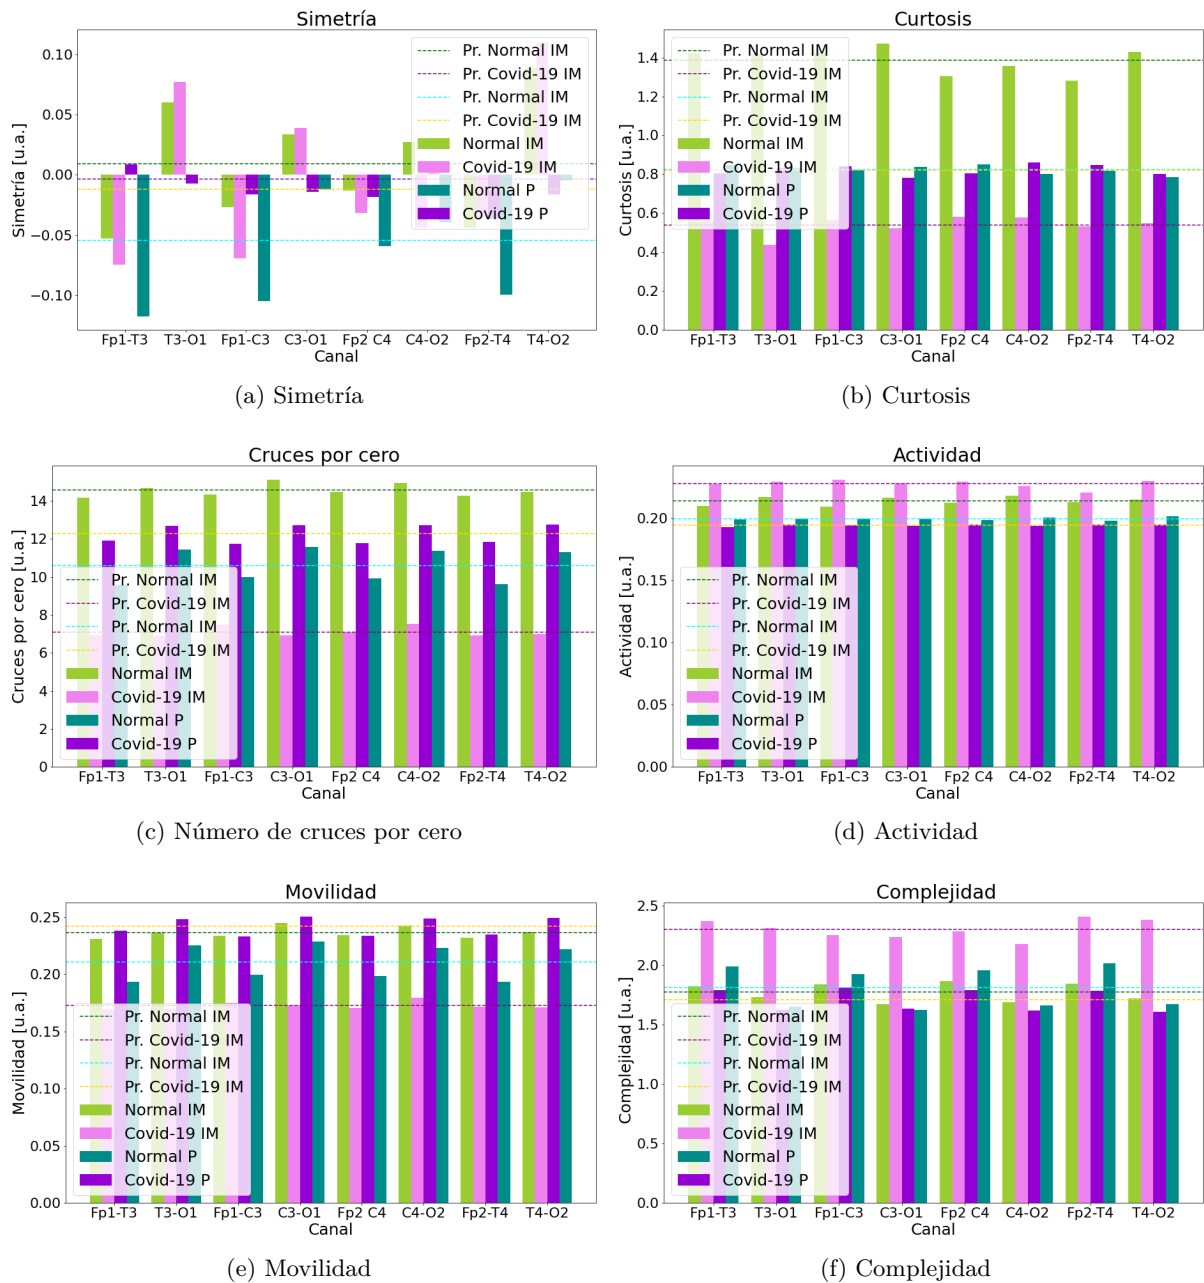 Simetría
Simetría [u.a.]
0.10
0.05
0.00
−0.05
−0.10
Pr. Normal IM
Pr. Covid-19 IM
Pr. Normal IM
Pr. Covid-19 IM
Normal IM
Covid-19 IM
Normal P
Covid-19 P
Fp1-T3 T3-O1 Fp1-C3 C3-O1 Fp2 C4 C4-O2 Fp2-T4 T4-O2
Canal
(a) Simetría
Curtosis
Curtosis [u.a.]
1.4
1.2
1.0
0.8
0.6
0.4
0.2
0.0
Pr. Normal IM
Pr. Covid-19 IM
Pr. Normal IM
Pr. Covid-19 IM
Normal IM
Covid-19 IM
Normal P
Covid-19 P
Fp1-T3 T3-O1 Fp1-C3 C3-O1 Fp2 C4 C4-O2 Fp2-T4 T4-O2
Canal
(b) Curtosis
Cruces por cero
Cruces por cero [u.a.]
14
12
10
8
6
4
2
0
Pr. Normal IM
Pr. Covid-19 IM
Pr. Normal IM
Pr. Covid-19 IM
Normal IM
Covid-19 IM
Normal P
Covid-19 P
Fp1-T3 T3-O1 Fp1-C3 C3-O1 Fp2 C4 C4-O2 Fp2-T4 T4-O2
Canal
(c) Número de cruces por cero
Actividad
Actividad [u.a.]
0.20
0.15
0.10
0.05
0.00
Pr. Normal IM
Pr. Covid-19 IM
Pr. Normal IM
Pr. Covid-19 IM
Normal IM
Covid-19 IM
Normal P
Covid-19 P
Fp1-T3 T3-O1 Fp1-C3 C3-O1 Fp2 C4 C4-O2 Fp2-T4 T4-O2
Canal
(d) Actividad
Movilidad
Movilidad [u.a.]
0.25
0.20
0.15
0.10
0.05
0.00
Pr. Normal IM
Pr. Covid-19 IM
Pr. Normal IM
Pr. Covid-19 IM
Normal IM
Covid-19 IM
Normal P
Covid-19 P
Fp1-T3 T3-O1 Fp1-C3 C3-O1 Fp2 C4 C4-O2 Fp2-T4 T4-O2
Canal
(e) Movilidad
Complejidad
Complejidad [u.a.]
2.5
2.0
1.5
1.0
0.5
0.0
Pr. Normal IM
Pr. Covid-19 IM
Pr. Normal IM
Pr. Covid-19 IM
Normal IM
Covid-19 IM
Normal P
Covid-19 P
Fp1-T3 T3-O1 Fp1-C3 C3-O1 Fp2 C4 C4-O2 Fp2-T4 T4-O2
Canal
(f) Complejidad